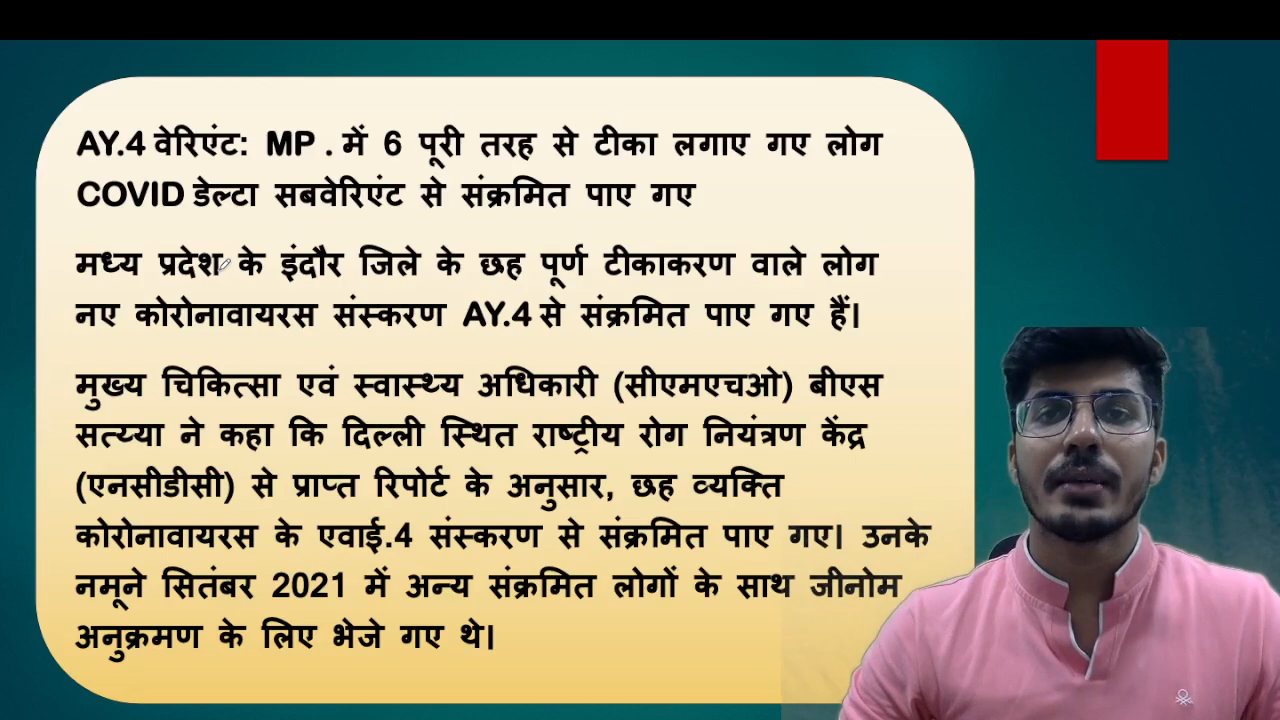 AY.4 वेरिएंट: MP . में 6 पूरी तरह से टीका लगाए गए लोग
COVID डेल्टा सबवेरिएंट से संक्रमित पाए गए
मध्य प्रदेश के इंदौर जिले के छह पूर्ण टीकाकरण वाले लोग
नए कोरोनावायरस संस्करण AY.4 से संक्रमित पाए गए हैं।
मुख्य चिकित्सा एवं स्वास्थ्य अधिकारी (सीएमएचओ) बीएस
सत्य्या ने कहा कि दिल्ली स्थित राष्ट्रीय रोग नियंत्रण केंद्र
(एनसीडीसी) से प्राप्त रिपोर्ट के अनुसार, छह व्यक्ति
कोरोनावायरस के एवाई.4 संस्करण से संक्रमित पाए गए। उनके
नमूने सितंबर 2021 में अन्य संक्रमित लोगों के साथ जीनोम
अनुक्रमण के लिए भेजे गए थे।